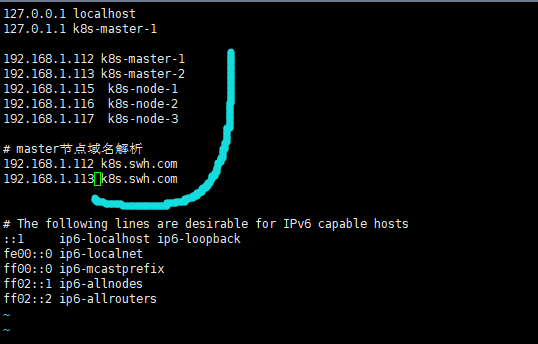 127.0.0.1 localhost
127.0.1.1 k8s-master-1
192.168.1.112 k8s-master-1
192.168.1.113 k8s-master-2
192.168.1.115  k8s-node-1
192.168.1.116  k8s-node-2
192.168.1.117  k8s-node-3
# master节点域名解析
192.168.1.112 k8s.swh.com
192.168.1.113 k8s.swh.com
# The following lines are desirable for IPv6 capable hosts
::1     ip6-localhost ip6-loopback
fe00::0 ip6-localnet
ff00::0 ip6-mcastprefix
ff02::1 ip6-allnodes
ff02::2 ip6-allrouters
~
~